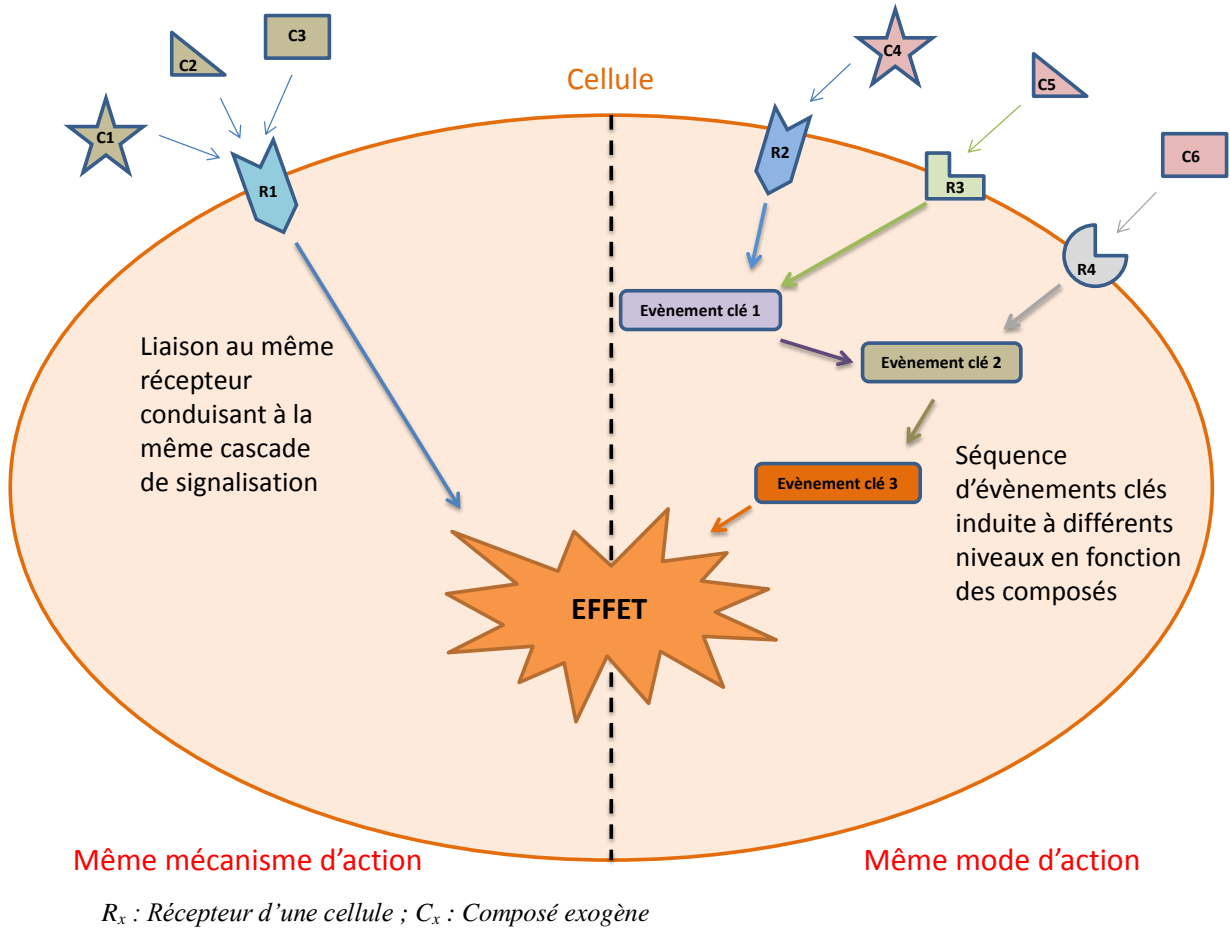 C3
C2
C1
C4
C5
C6
Cellule
R1
R2
R3
R4
Evènement clé 1
Evènement clé 2
Evènement clé 3
Liaison au même
récepteur
conduisant à la
même cascade
de signalisation
Séquence
d’évènements clés
induite à différents
niveaux en fonction
des composés
EFFET
Même mécanisme d’action
Même mode d’action
Rx : Récepteur d’une cellule ; Cx : Composé exogène